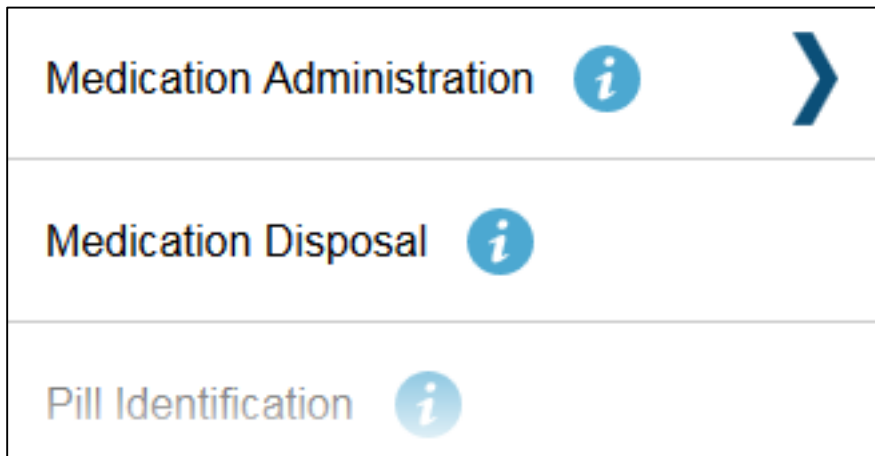 Medication Administration
Medication Disposal
Pill Identification